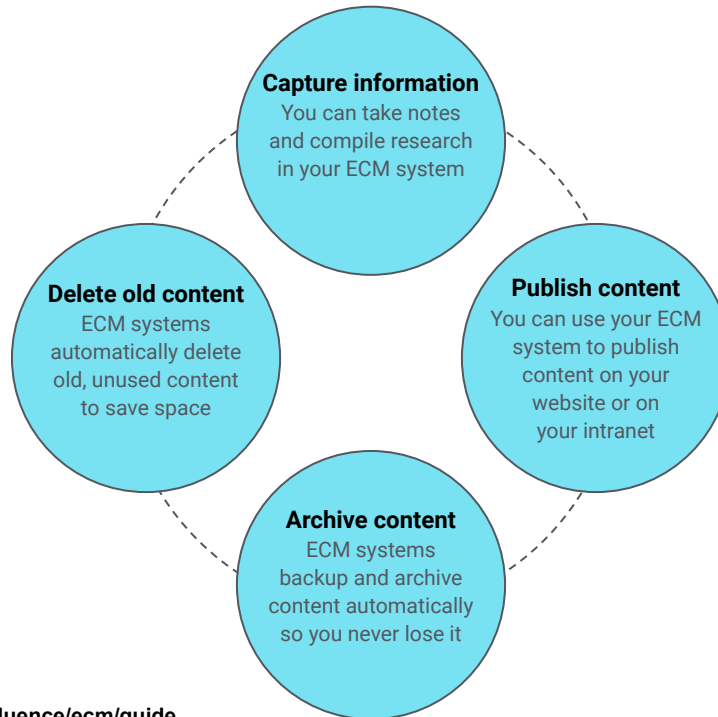 Capture information
You can take notes
and compile research
in your ECM system
Publish content
You can use your ECM
system to publish
content on your
website or on
your intranet
Archive content
ECM systems
backup and archive
content automatically
so you never lose it
Delete old content
ECM systems
automatically delete
old, unused content
to save space
luence/ecm/guide